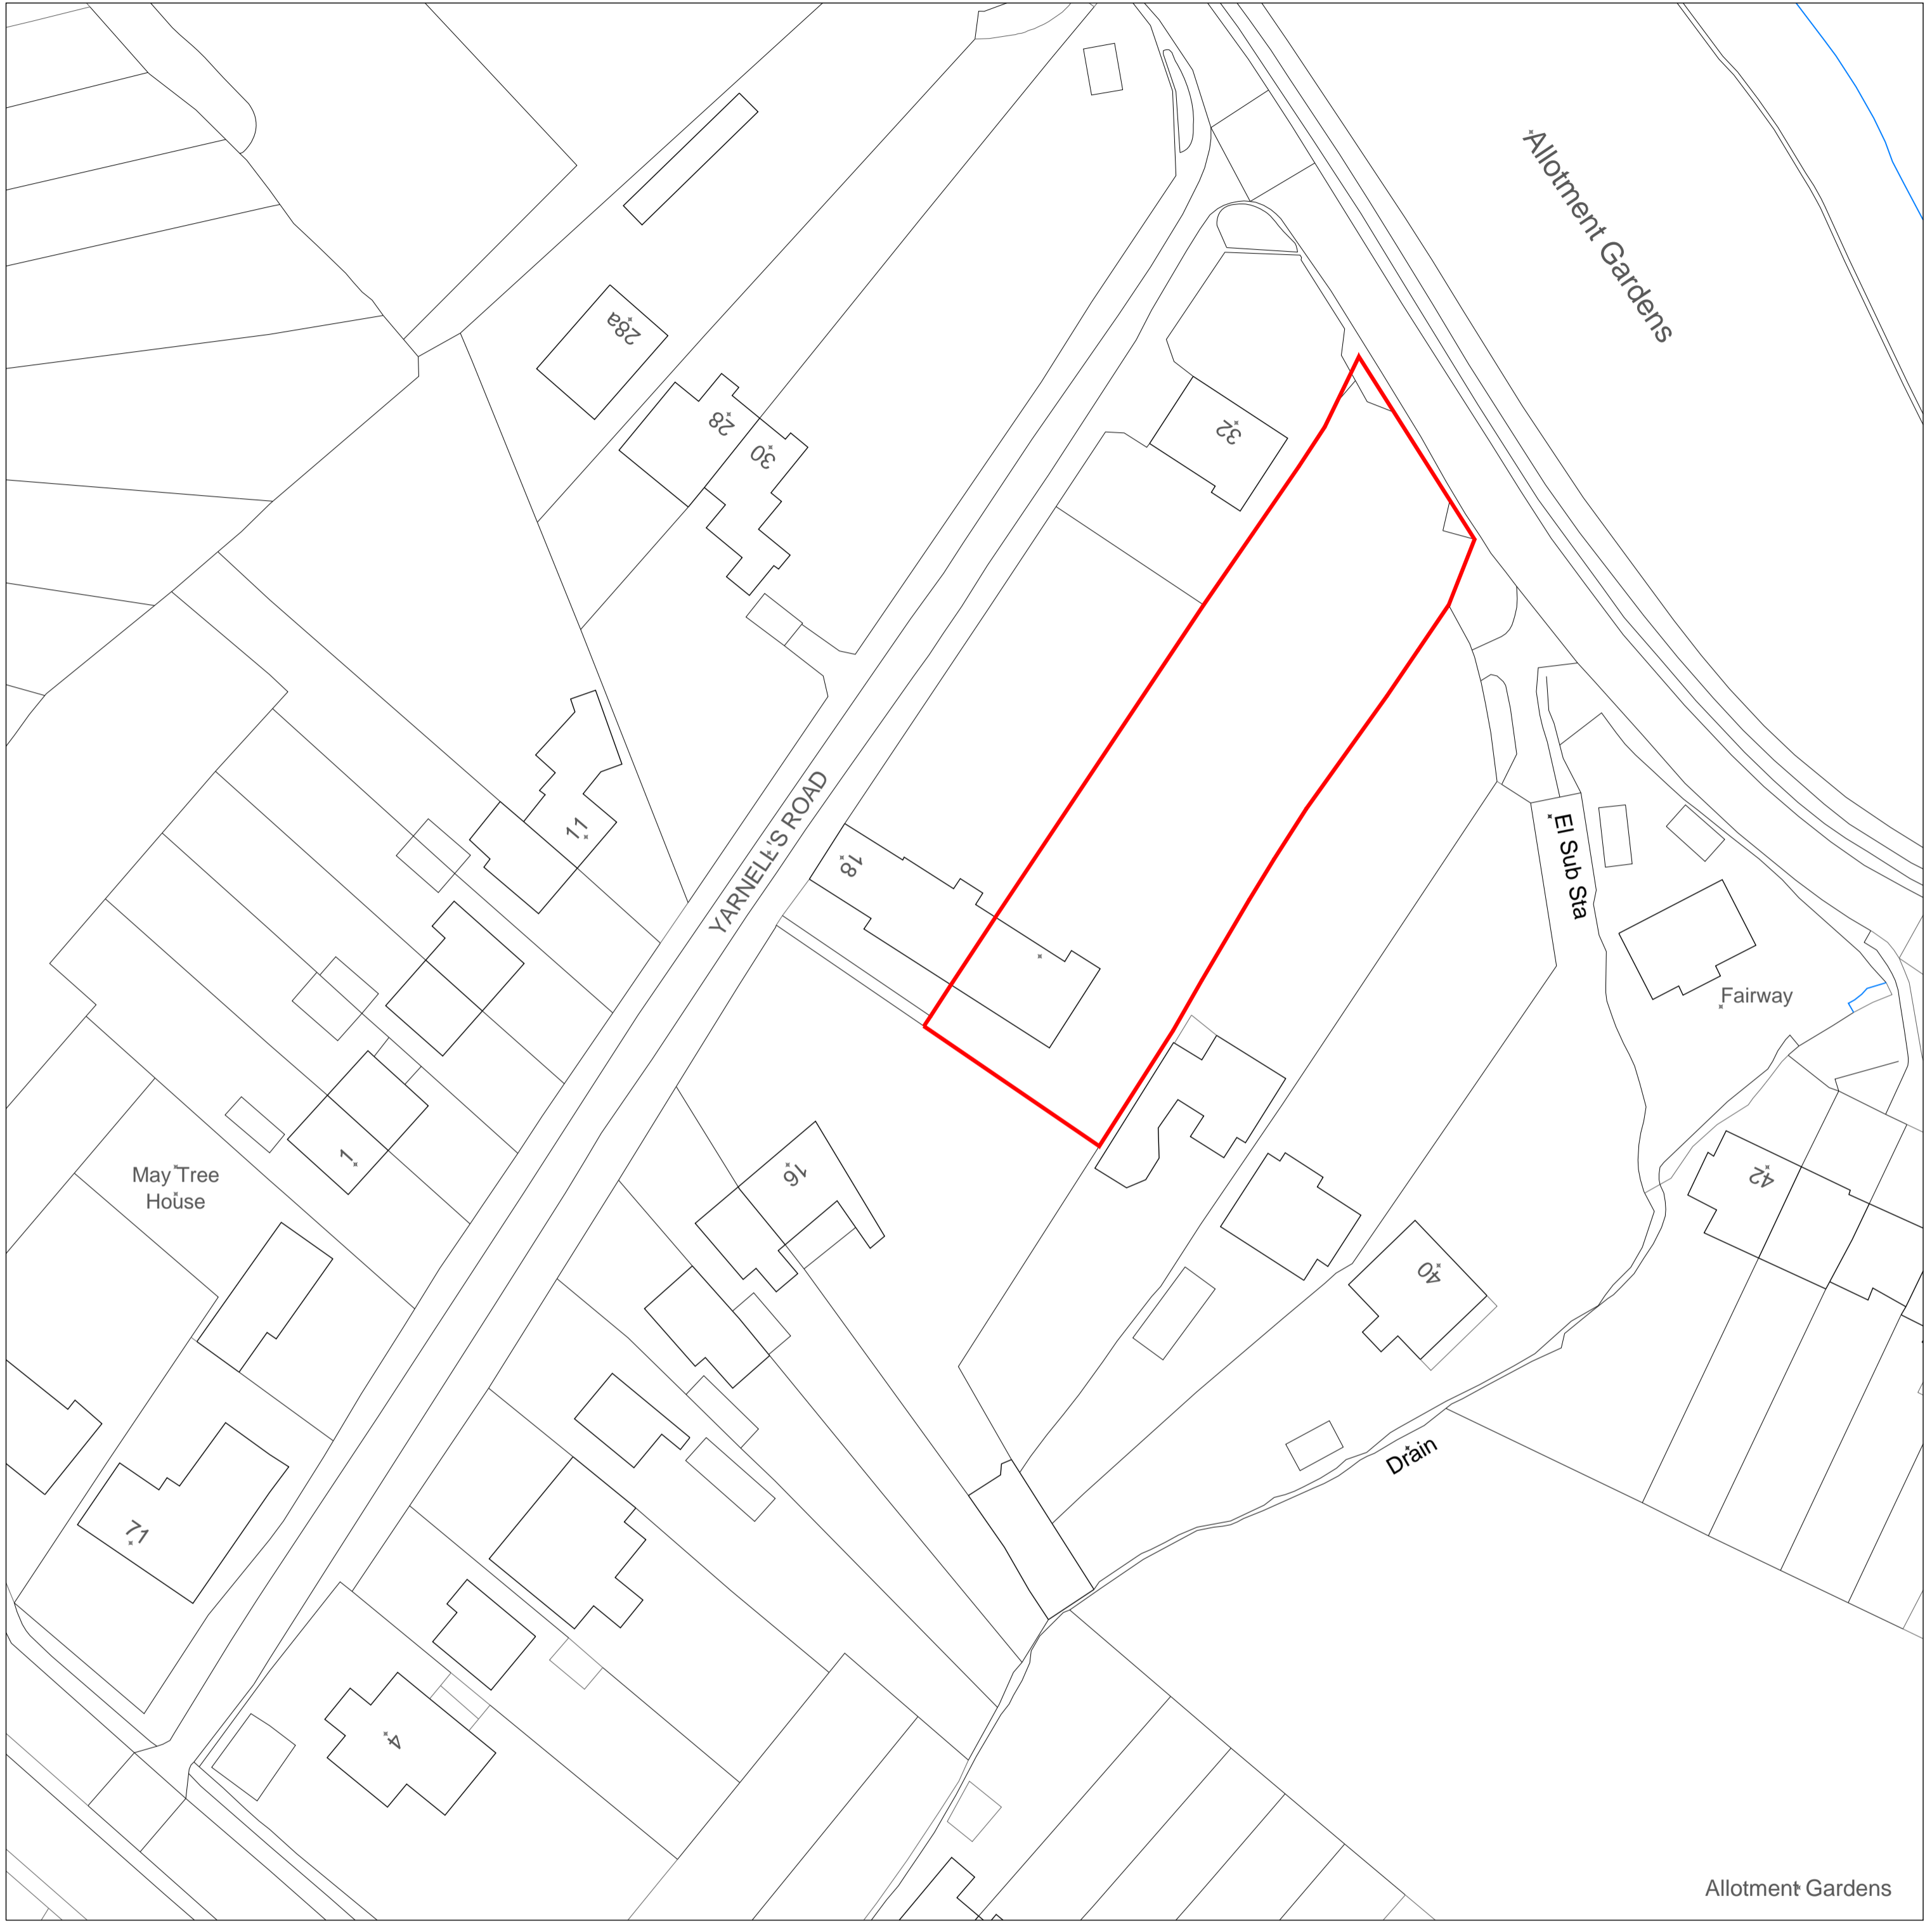 Allotment Gardens
28a
28
30
32
YARNELL'S ROAD
11
18
El Sub Sta
Fairway
1
May Tree
House
16
42
40
Drain
71
4
Allotment Gardens